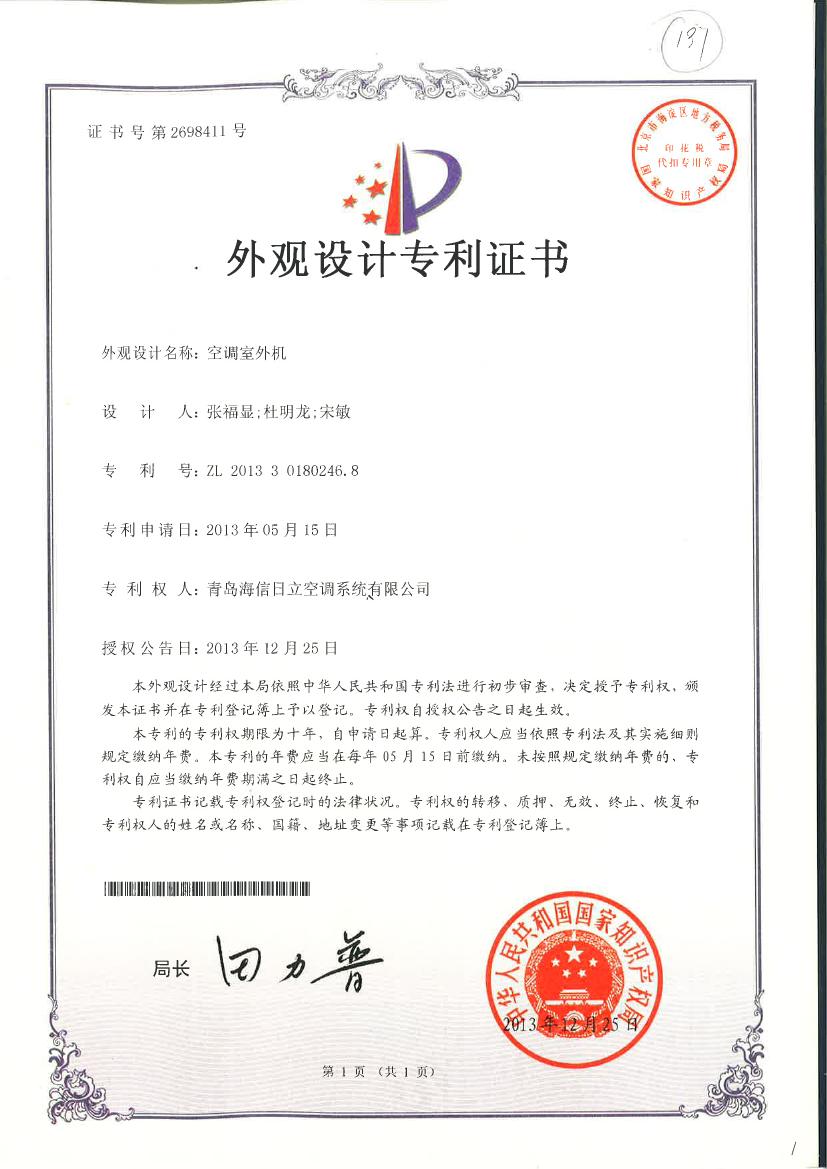 137
证书号第2698411号
北京市海淀区地方税务局
印花税
代扣专用章
国家知识产权局
外观设计专利证书
外观设计名称：空调室外机
设计人：张福显;杜明龙;宋敏
专利号：ZL 2013 3 0180246.8
专利申请日：2013年05月15日
专利权人：青岛海信日立空调系统有限公司
授权公告日：2013年12月25日
本外观设计经过本局依照中华人民共和国专利法进行初步审查，决定授予专利权，颁
发本证书并在专利登记簿上予以登记。专利权自授权公告之日起生效。
本专利的专利权期限为十年，自申请日起算。专利权人应当依照专利法及其实施细则
规定缴纳年费。本专利的年费应当在每年05月15日前缴纳。未按照规定缴纳年费的，专
利权自应当缴纳年费期满之日起终止。
专利证书记载专利权登记时的法律状况。专利权的转移、质押、无效、终止、恢复和
专利权人的姓名或名称、国籍、地址变更等事项记载在专利登记簿上。
局长 田力普
中华人民共和国国家知识产权局
2013年12月25日
第1页（共1页）
1